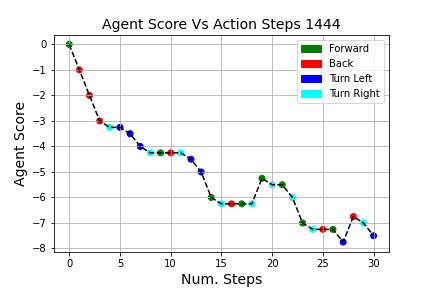 Agent Score Vs Action Steps 1444
Forward
Back
Turn Left
Turn Right
Agent Score
0
−1
−2
−3
−4
−5
−6
−7
−8
0 5 10 15 20 25 30
Num. Steps